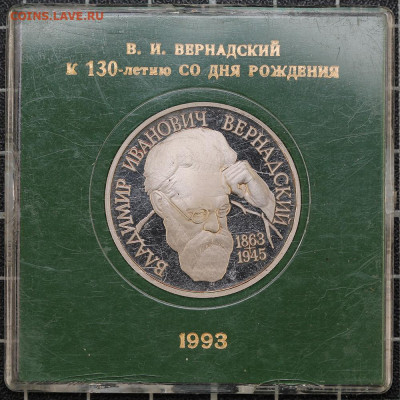 COINS.LAVE.RU
В. И. ВЕРНАДСКИЙ
К 130-летию СО ДНЯ РОЖДЕНИЯ
ВЛАДИМИР ИВАНОВИЧ ВЕРНАДСКИЙ
1863
1945
1993